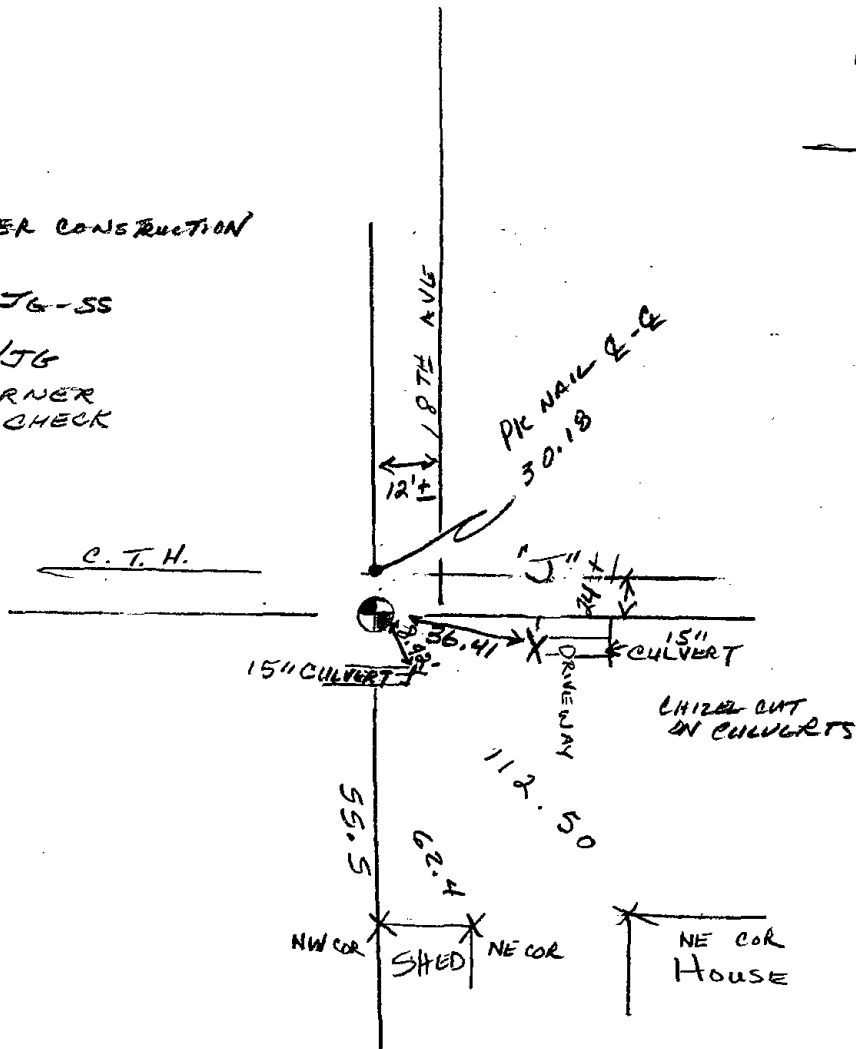 ER CONSTRUCTION
JG-SS
/JG
RNER
CHECK
18TH AVE
PK NAIL ℄-℄
30.18
12'±
C. T. H.
"J"
24'±
36.41
15" CULVERT
15"
CULVERT
DRIVEWAY
CHIZEL CUT
ON CULVERTS
112.50
55.5
62.4
NW COR
SHED
NE COR
NE COR
HOUSE